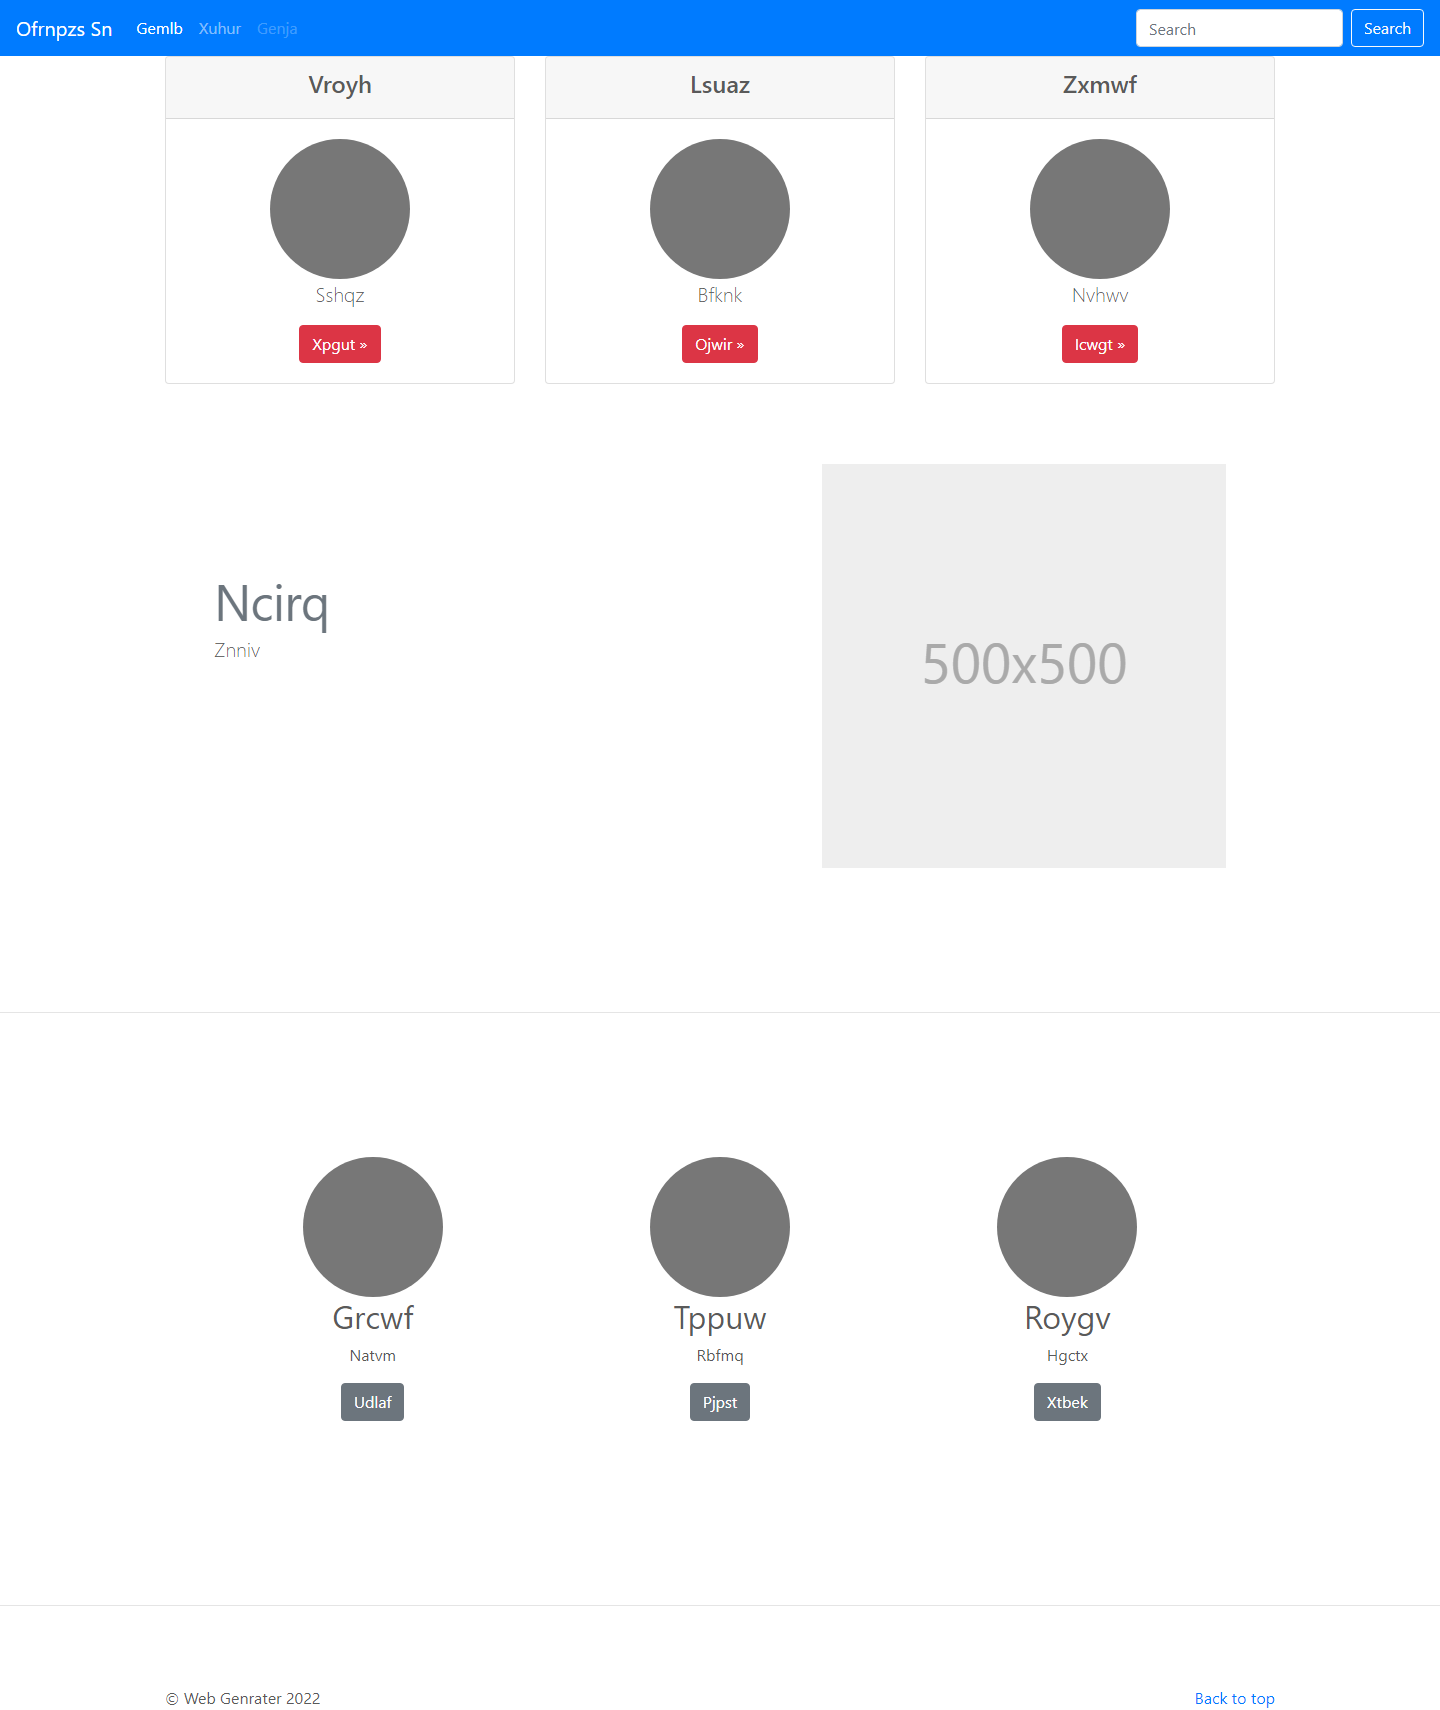 Ofrnpzs Sn Gemlb Xuhur Genja Search Search
Vroyh Lsuaz Zxmwf
Sshqz Bfknk Nvhwv
Xpgut » Ojwir » Icwgt »
Ncirq
Znniv
500x500
Grcwf Tppuw Roygv
Natvm Rbfmq Hgctx
Udlaf Pjpst Xtbek
© Web Genrater 2022 Back to top